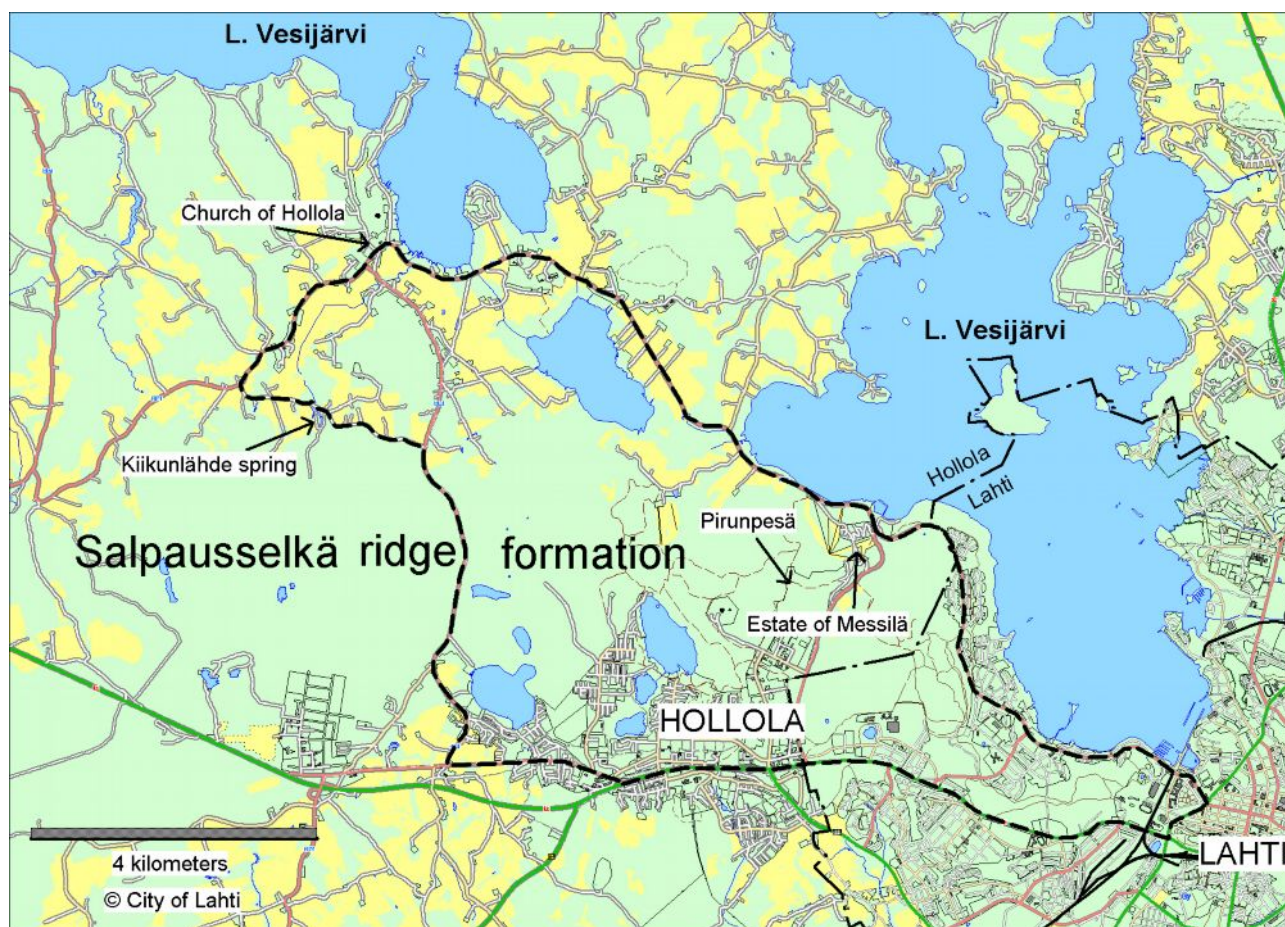 L. Vesijärvi
Church of Hollola
L. Vesijärvi
Kiikunlähde spring
Hollola
Lahti
Pirunpesä
Salpausselkä ridge formation
Estate of Messilä
HOLLOLA
4 kilometers
LAHTI
© City of Lahti